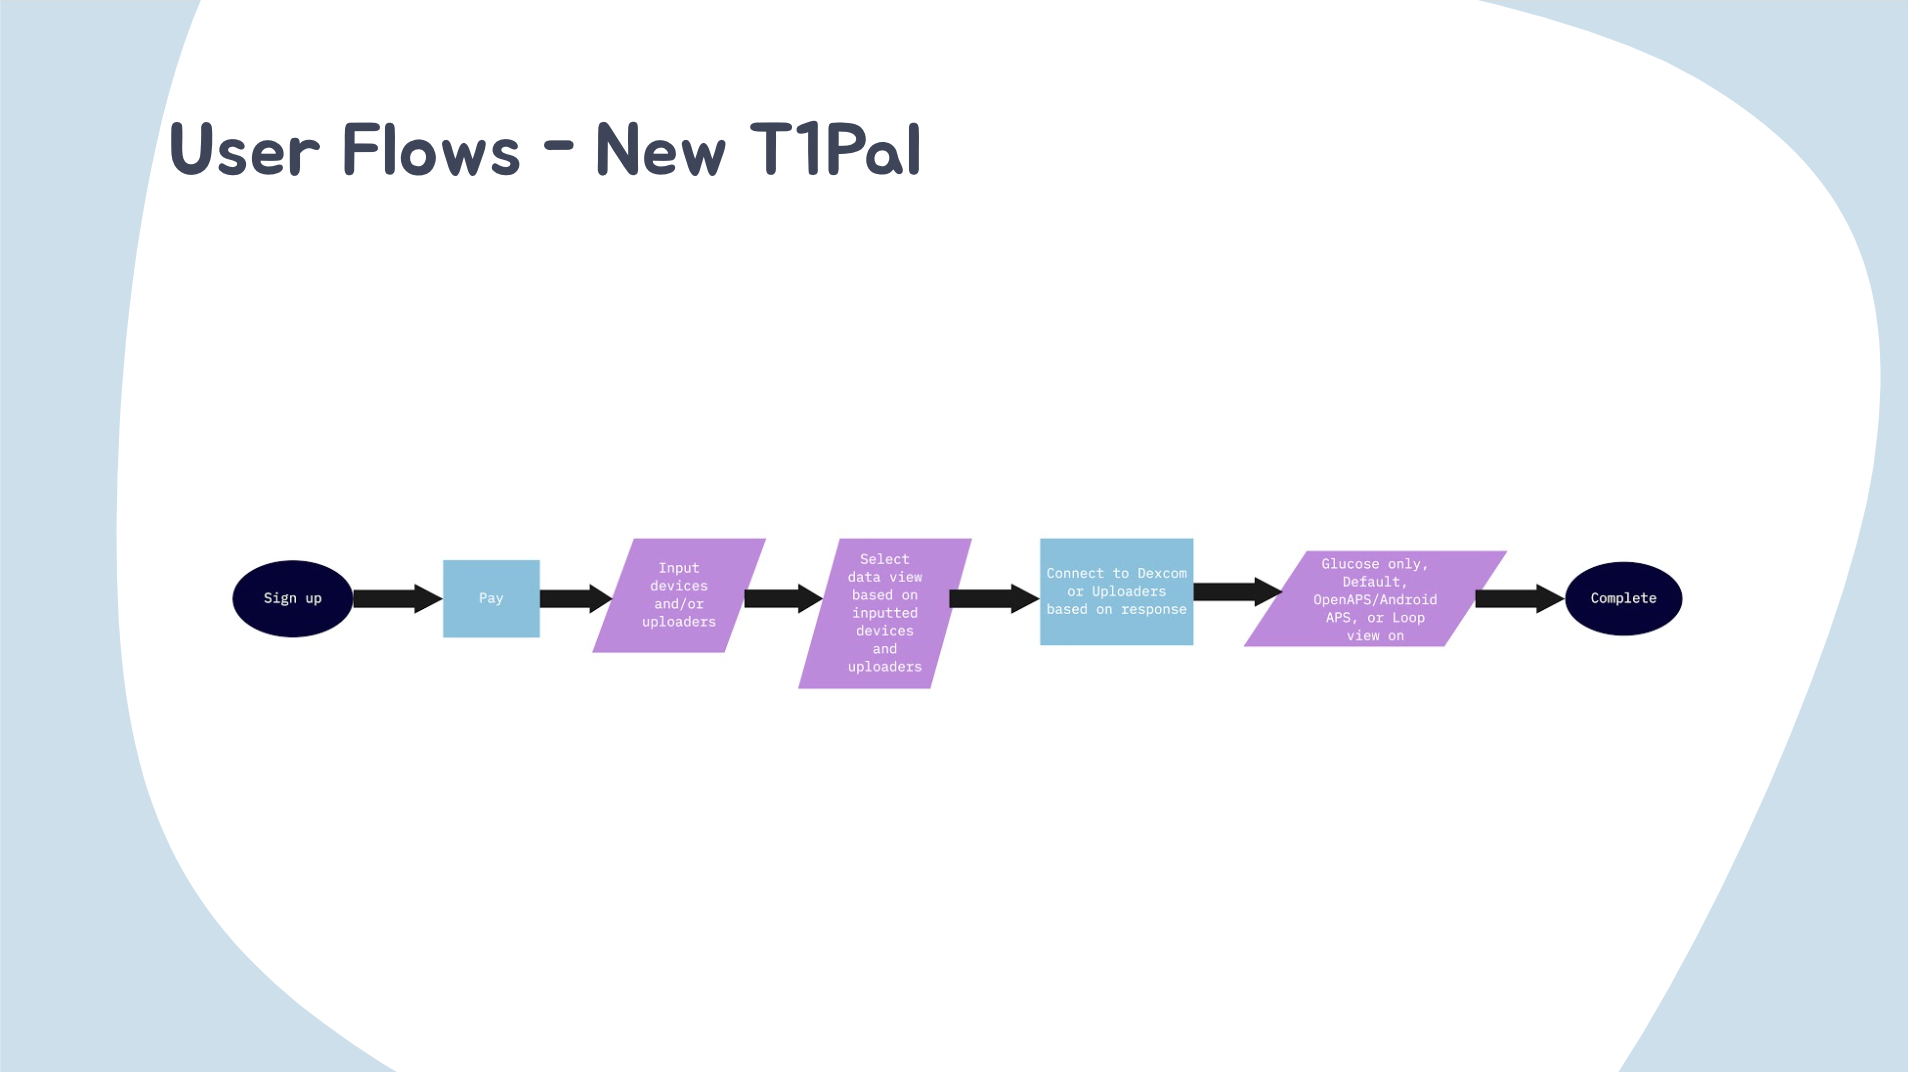 User Flows - New T1Pal
Sign up
Pay
Input
devices
and/or
uploaders
Select
data view
based on
inputted
devices
and
uploaders
Connect to Dexcom
or Uploaders
based on response
Glucose only,
Default,
OpenAPS/Android
APS, or Loop
view on
Complete